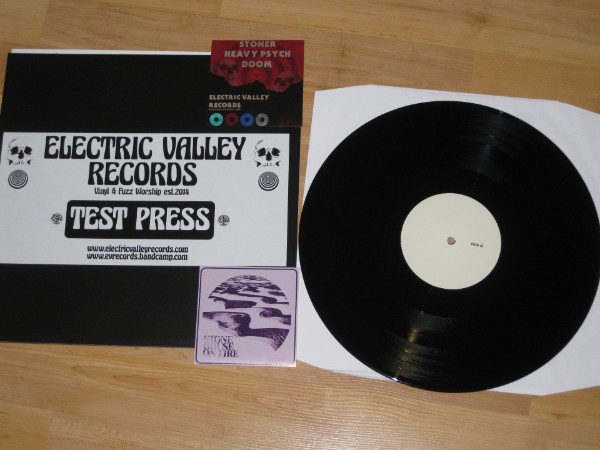 STONER
HEAVY PSYCH
DOOM
ELECTRIC VALLEY
RECORDS
ELECTRIC VALLEY
RECORDS
Vinyl & Fuzz Worship est.2014
TEST PRESS
www.electricvalleyrecords.com
www.evrecords.bandcamp.com
STONE
HOUSE
ON FIRE
SIDE A